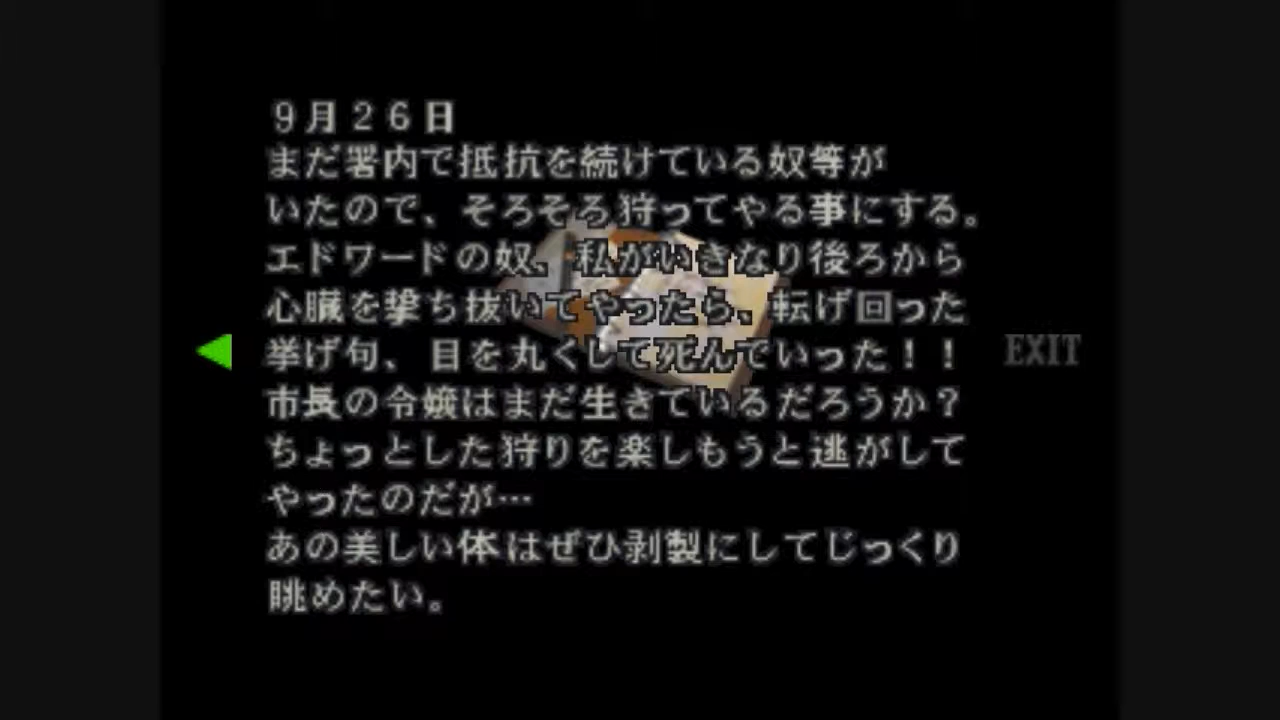 9月26日
まだ署内で抵抗を続けている奴等が
いたので、そろそろ狩ってやる事にする。
エドワードの奴、私がいきなり後ろから
心臓を撃ち抜いてやったら、転げ回った
挙げ句、目を丸くして死んでいった！！
市長の令嬢はまだ生きているだろうか？
ちょっとした狩りを楽しもうと逃がして
やったのだが…
あの美しい体はぜひ剥製にしてじっくり
眺めたい。
EXIT